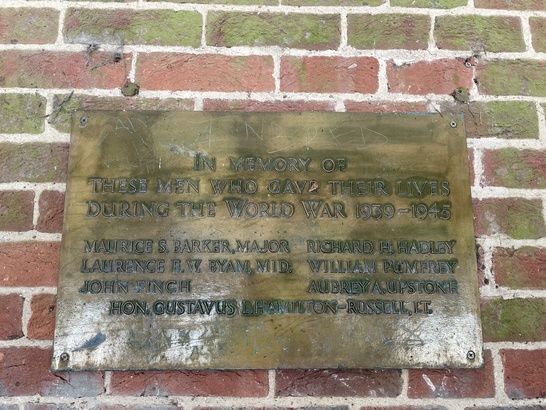 IN MEMORY OF
THESE MEN WHO GAVE THEIR LIVES
DURING THE WORLD WAR 1939–1945
MAURICE S. BARKER, MAJOR RICHARD H. HADLEY
LAURENCE E. W. BYAM, MID. WILLIAM PUMFREY
JOHN FINCH AUBREY A. UPSTONE
HON. GUSTAVUS L. HAMILTON–RUSSELL, LT.